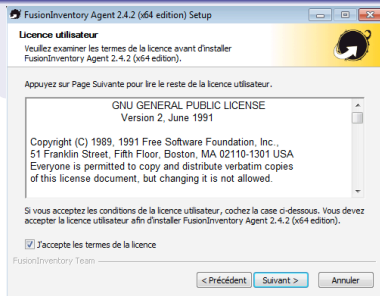 FusionInventory Agent 2.4.2 (x64 edition) Setup
Licence utilisateur
Veuillez examiner les termes de la licence avant d'installer
FusionInventory Agent 2.4.2 (x64 edition).
Appuyez sur Page Suivante pour lire le reste de la licence utilisateur.
GNU GENERAL PUBLIC LICENSE
Version 2, June 1991
Copyright (C) 1989, 1991 Free Software Foundation, Inc.,
51 Franklin Street, Fifth Floor, Boston, MA 02110-1301 USA
Everyone is permitted to copy and distribute verbatim copies
of this license document, but changing it is not allowed.
Si vous acceptez les conditions de la licence utilisateur, cochez la case ci-dessous. Vous devez
accepter la licence utilisateur afin d'installer FusionInventory Agent 2.4.2 (x64 edition).
J'accepte les termes de la licence
FusionInventory Team
< Précédent Suivant > Annuler